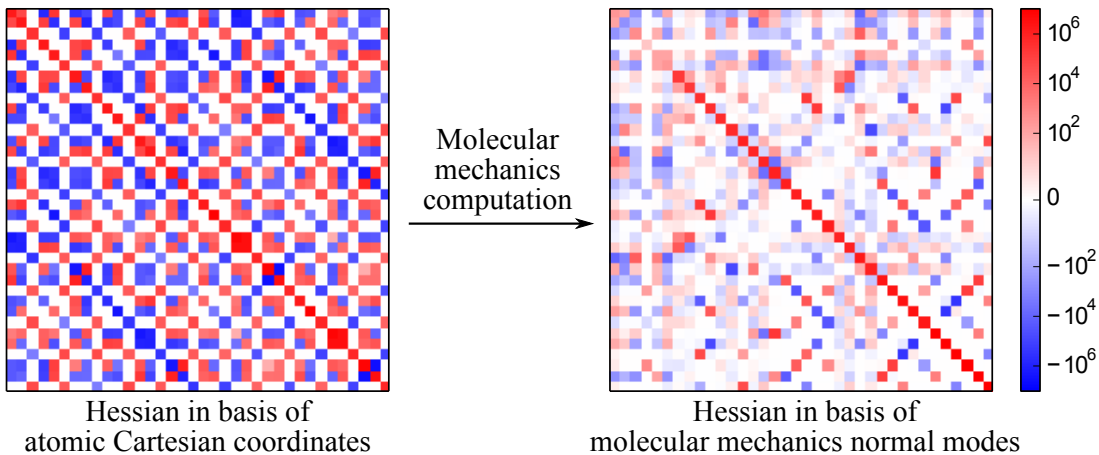 Molecular
mechanics
computation
10^6
10^4
10^2
0
−10^2
−10^4
−10^6
Hessian in basis of
atomic Cartesian coordinates
Hessian in basis of
molecular mechanics normal modes